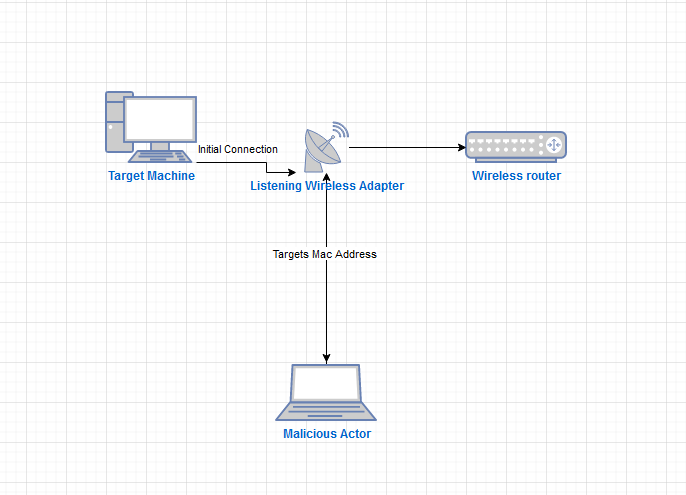 Initial Connection
Target Machine
Listening Wireless Adapter
Wireless router
Targets Mac Address
Malicious Actor